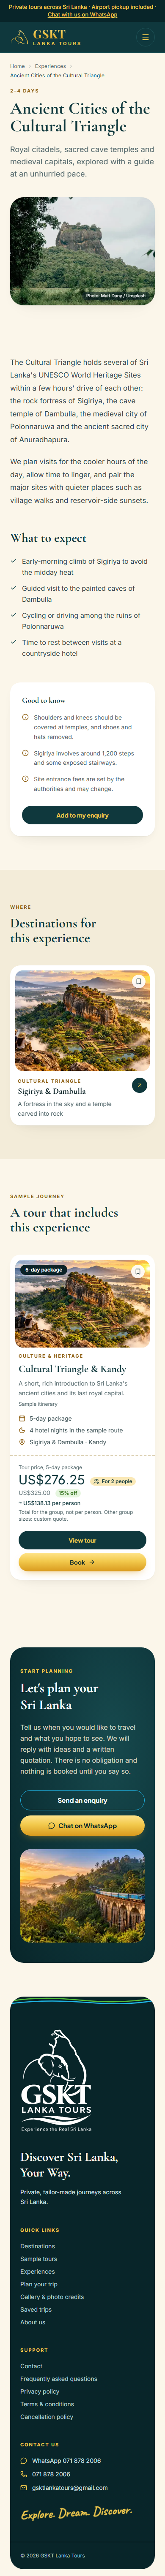 Private tours across Sri Lanka · Airport pickup included ·
Chat with us on WhatsApp
GSKT
LANKA TOURS
Home › Experiences ›
Ancient Cities of the Cultural Triangle
2–4 DAYS
Ancient Cities of the
Cultural Triangle
Royal citadels, sacred cave temples and
medieval capitals, explored with a guide
at an unhurried pace.
Photo: Matt Dany / Unsplash
The Cultural Triangle holds several of Sri
Lanka's UNESCO World Heritage Sites
within a few hours' drive of each other:
the rock fortress of Sigiriya, the cave
temple of Dambulla, the medieval city of
Polonnaruwa and the ancient sacred city
of Anuradhapura.
We plan visits for the cooler hours of the
day, allow time to linger, and pair the
major sites with quieter places such as
village walks and reservoir-side sunsets.
What to expect
Early-morning climb of Sigiriya to avoid
the midday heat
Guided visit to the painted caves of
Dambulla
Cycling or driving among the ruins of
Polonnaruwa
Time to rest between visits at a
countryside hotel
Good to know
Shoulders and knees should be
covered at temples, and shoes and
hats removed.
Sigiriya involves around 1,200 steps
and some exposed stairways.
Site entrance fees are set by the
authorities and may change.
Add to my enquiry
WHERE
Destinations for
this experience
CULTURAL TRIANGLE
Sigiriya & Dambulla
A fortress in the sky and a temple
carved into rock
SAMPLE JOURNEY
A tour that includes
this experience
5-day package
CULTURE & HERITAGE
Cultural Triangle & Kandy
A short, rich introduction to Sri Lanka's
ancient cities and its last royal capital.
Sample itinerary
5-day package
4 hotel nights in the sample route
Sigiriya & Dambulla · Kandy
Tour price, 5-day package
US$276.25 For 2 people
US$325.00 15% off
≈ US$138.13 per person
Total for the group, not per person. Other group
sizes: custom quote.
View tour
Book →
START PLANNING
Let's plan your
Sri Lanka
Tell us when you would like to travel
and what you hope to see. We will
reply with ideas and a written
quotation. There is no obligation and
nothing is booked until you say so.
Send an enquiry
Chat on WhatsApp
GSKT
LANKA TOURS
Experience the Real Sri Lanka
Discover Sri Lanka,
Your Way.
Private, tailor-made journeys across
Sri Lanka.
QUICK LINKS
Destinations
Sample tours
Experiences
Plan your trip
Gallery & photo credits
Saved trips
About us
SUPPORT
Contact
Frequently asked questions
Privacy policy
Terms & conditions
Cancellation policy
CONTACT US
WhatsApp 071 878 2006
071 878 2006
gsktlankatours@gmail.com
Explore. Dream. Discover.
© 2026 GSKT Lanka Tours